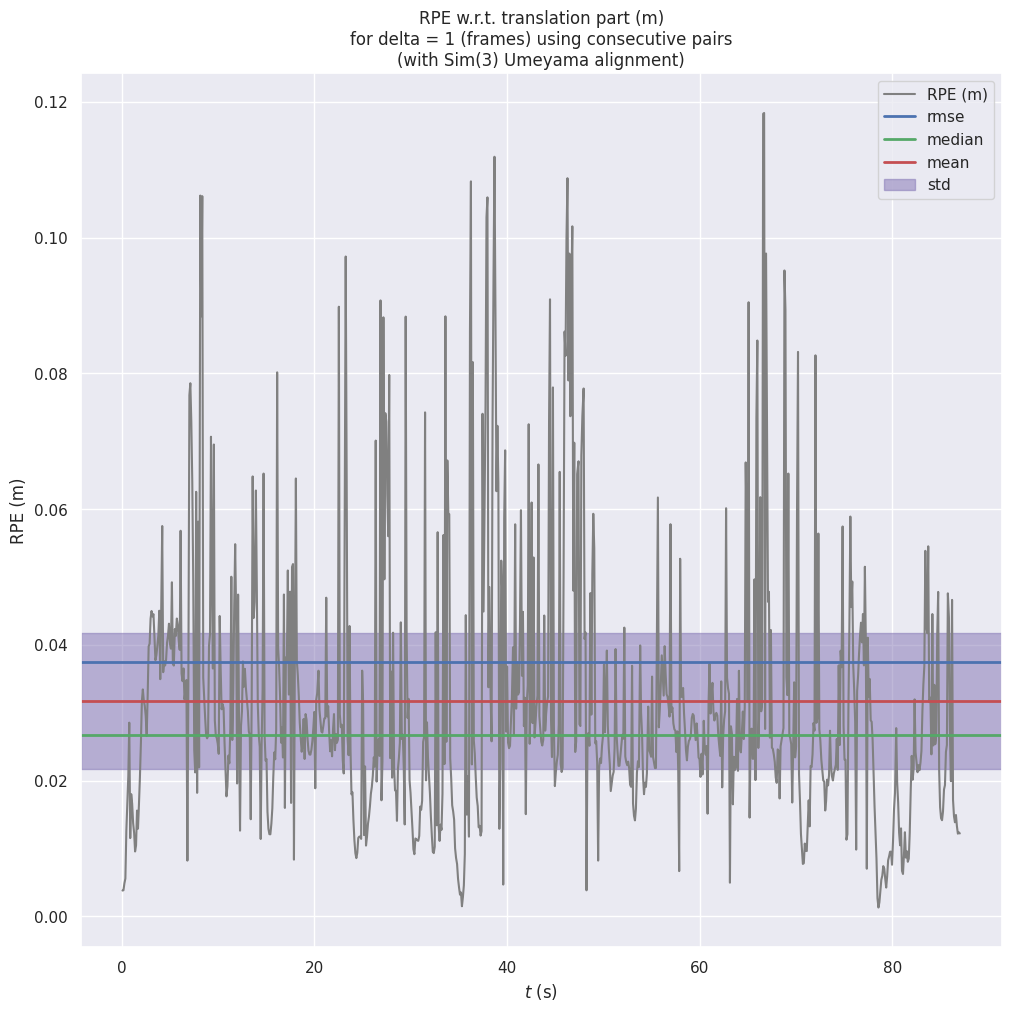 RPE w.r.t. translation part (m)
for delta = 1 (frames) using consecutive pairs
(with Sim(3) Umeyama alignment)
RPE (m)
rmse
median
mean
std
0.12
0.10
0.08
0.06
0.04
0.02
0.00
RPE (m)
0
20
40
60
80
t (s)